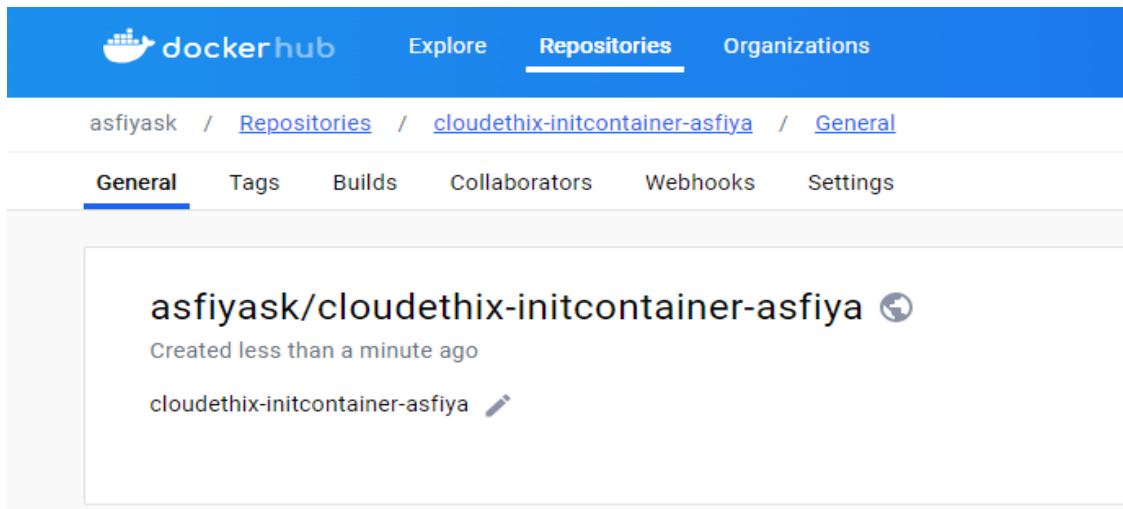 dockerhub Explore Repositories Organizations
asfiyask / Repositories / cloudethix-initcontainer-asfiya / General
General Tags Builds Collaborators Webhooks Settings
asfiyask/cloudethix-initcontainer-asfiya
Created less than a minute ago
cloudethix-initcontainer-asfiya